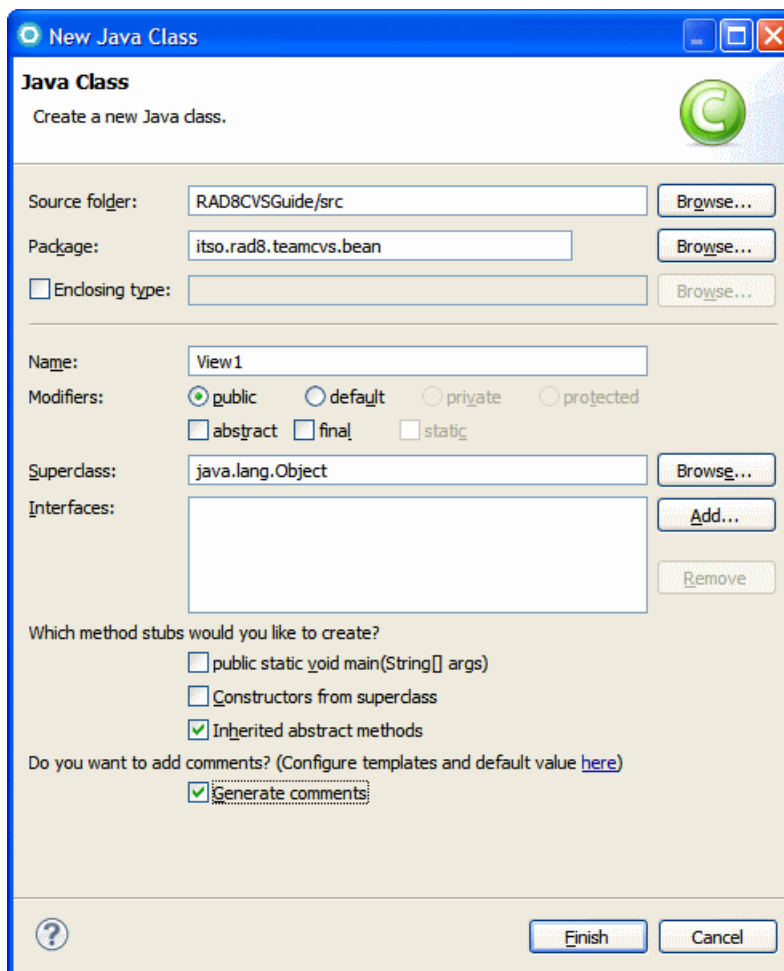 New Java Class
Java Class
Create a new Java class.
Source folder: RAD8CVSGuide/src Browse...
Package: itso.rad8.teamcvs.bean Browse...
Enclosing type: Browse...
Name: View1
Modifiers: public default private protected
abstract final static
Superclass: java.lang.Object Browse...
Interfaces: Add...
Remove
Which method stubs would you like to create?
public static void main(String[] args)
Constructors from superclass
Inherited abstract methods
Do you want to add comments? (Configure templates and default value here)
Generate comments
Finish Cancel